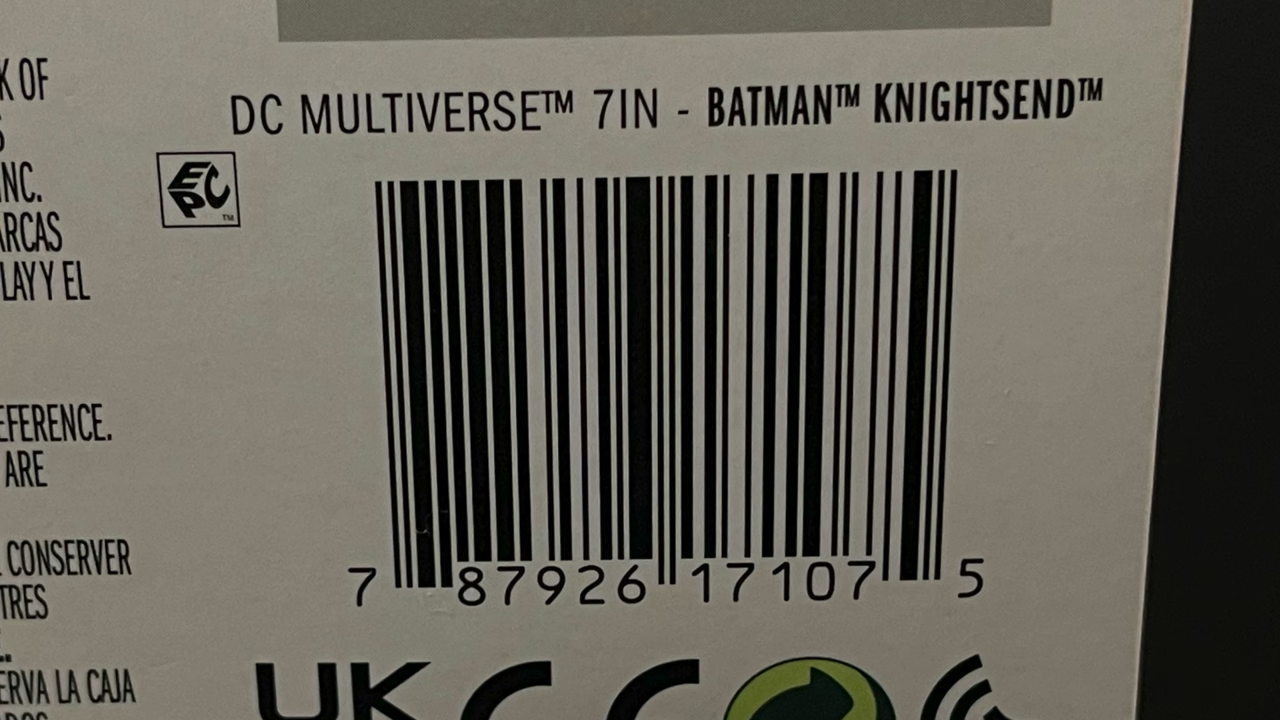 K OF
DC MULTIVERSE™ 7IN - BATMAN™ KNIGHTSEND™
EPC™
INC.
ARCAS
LAY Y EL
EFERENCE.
ARE
CONSERVER
TRES
7 87926 17107 5
ERVA LA CAJA
UK